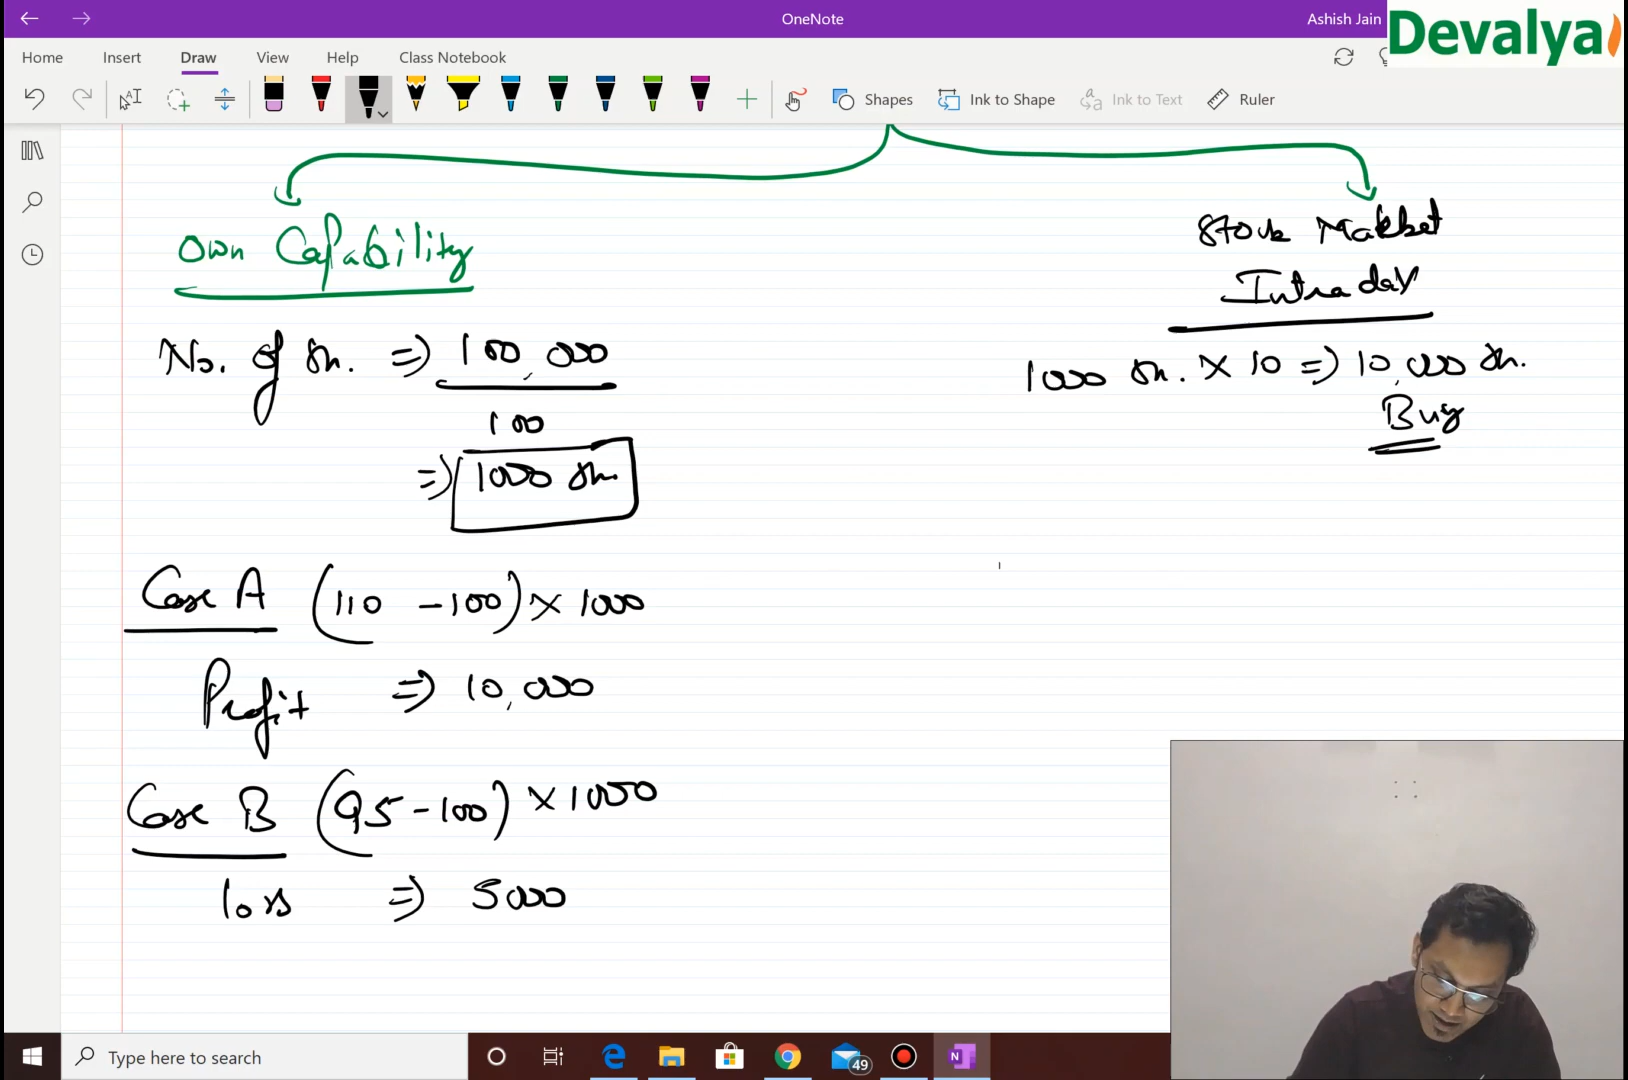 OneNote
Ashish Jain
Devalya
Home Insert Draw View Help Class Notebook
Shapes Ink to Shape Ink to Text Ruler
Own Capability
Stock Market
Intraday
No. of sh. => 100,000
100
=> 1000 sh.
1000 sh. × 10 => 10,000 sh.
Buy
Case A (110 - 100) × 1000
Profit => 10,000
Case B (95 - 100) × 1000
loss => 5000
Type here to search
49
N